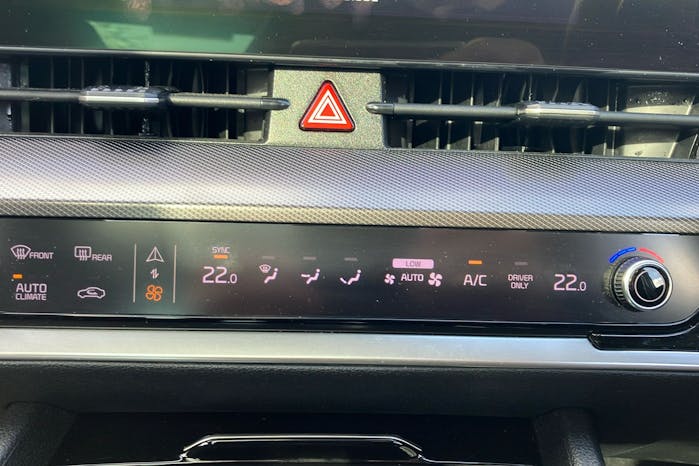 FRONT
REAR
AUTO
CLIMATE
SYNC
22.0
LOW
AUTO
A/C
DRIVER
ONLY
22.0